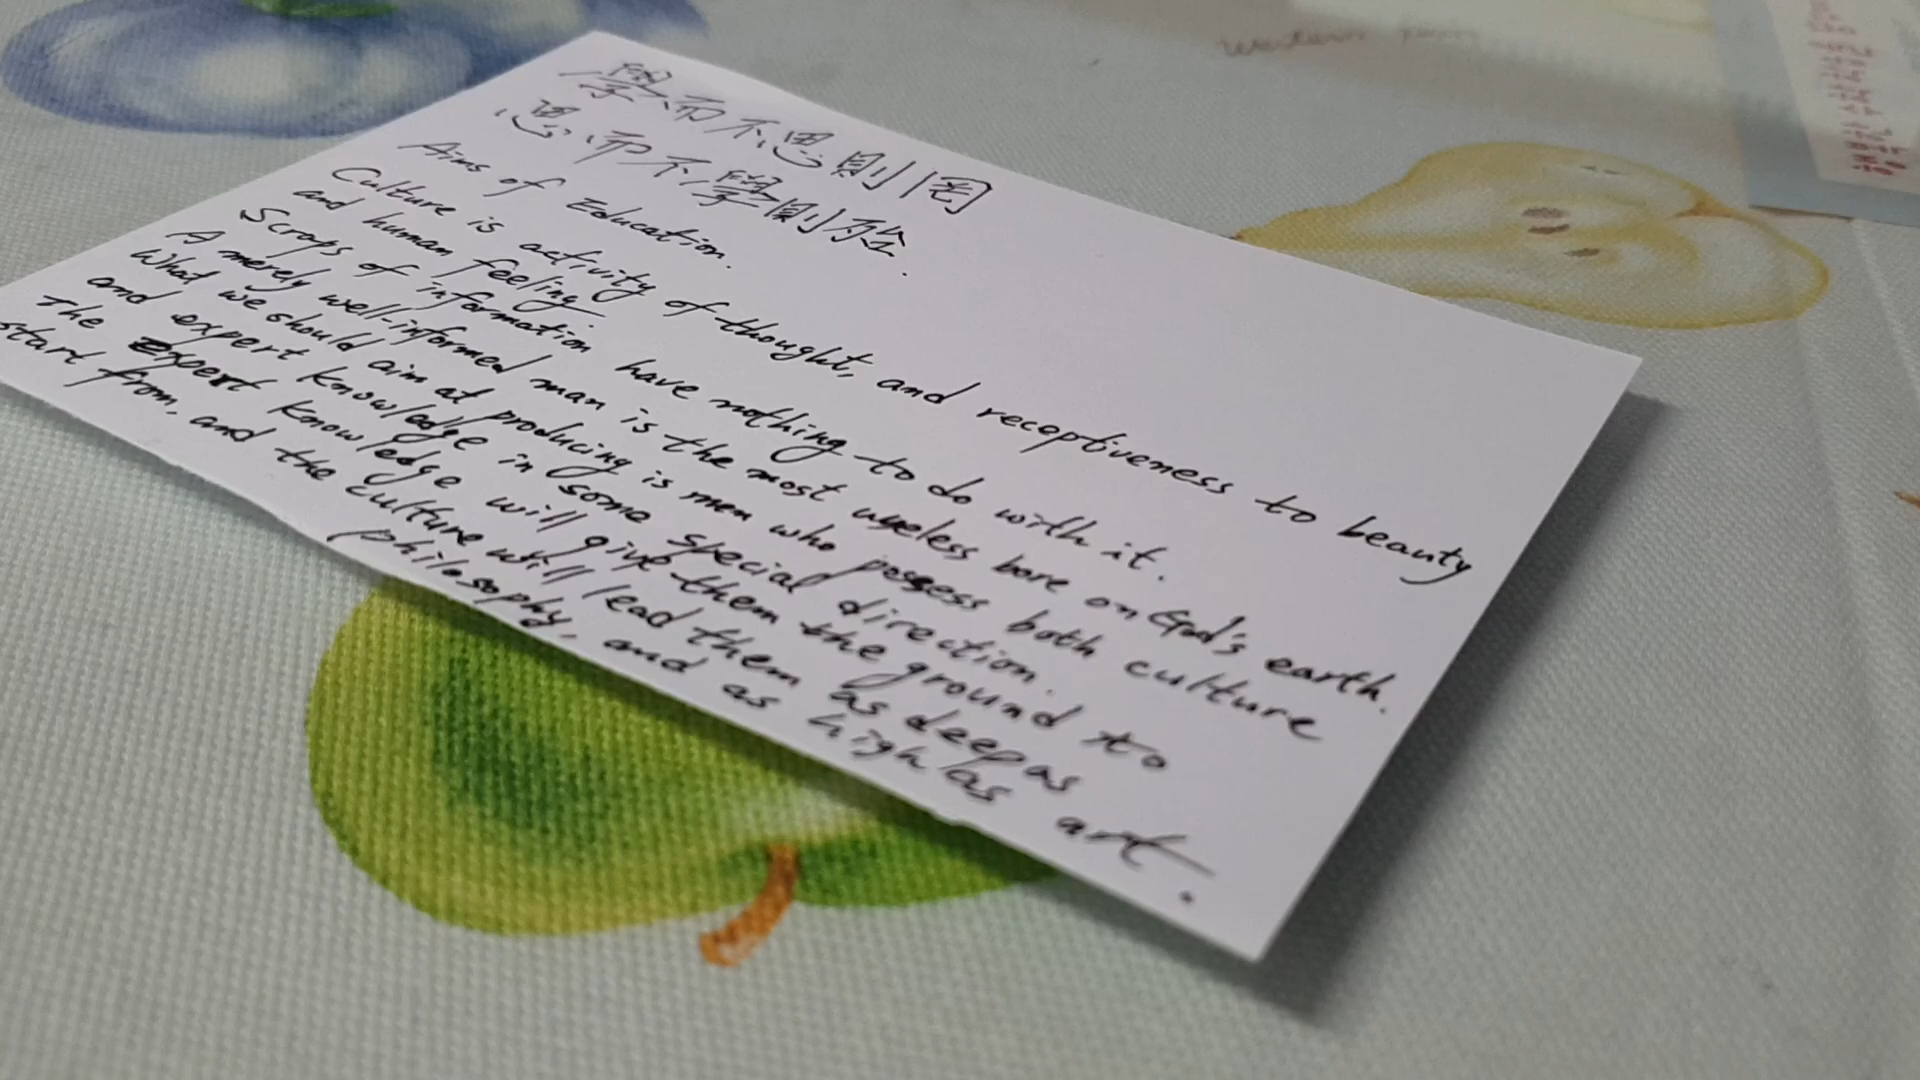 學而不思則罔
思而不學則殆.
Aims of Education.
Culture is activity of thought, and receptiveness to beauty
and human feeling
Scraps of information have nothing to do with it.
A merely well-informed man is the most useless bore on God's earth.
What we should aim at producing is men who possess both culture
and expert knowledge in some special direction.
The Expert knowledge will give them the ground to
start from, and the culture will lead them as deep as
philosophy, and as high as art.
Western